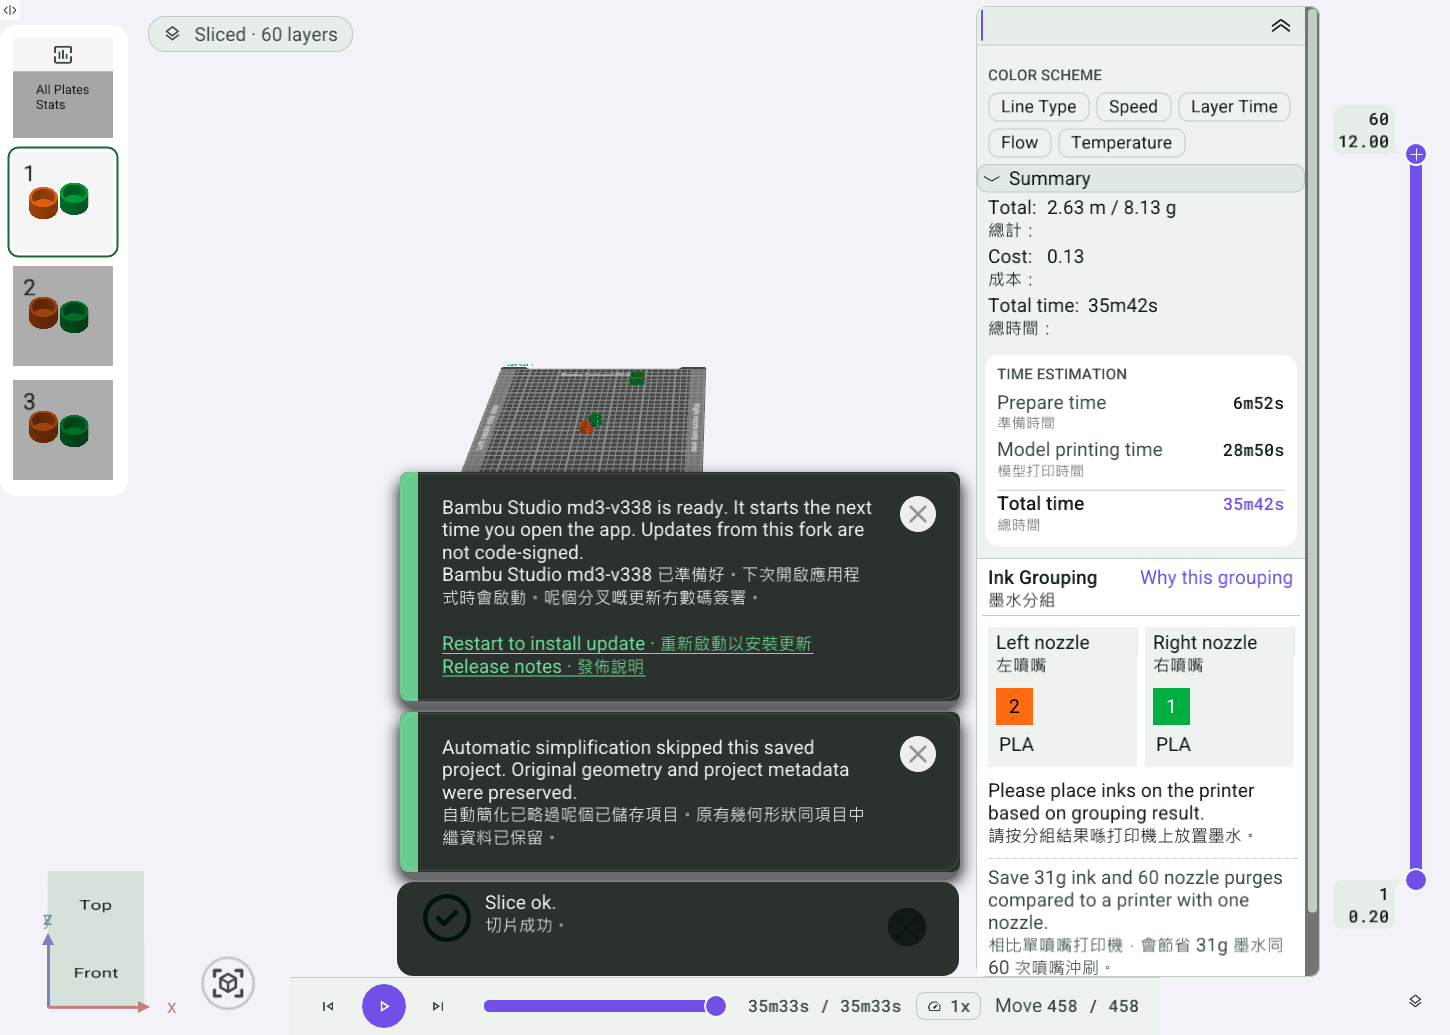 Sliced · 60 layers
All Plates
Stats
1
2
3
COLOR SCHEME
Line Type
Speed
Layer Time
Flow
Temperature
Summary
Total: 2.63 m / 8.13 g
總計：
Cost: 0.13
成本：
Total time: 35m42s
總時間：
TIME ESTIMATION
Prepare time 6m52s
準備時間
Model printing time 28m50s
模型打印時間
Total time 35m42s
總時間
Ink Grouping Why this grouping
墨水分組
Left nozzle
左噴嘴
2
PLA
Right nozzle
右噴嘴
1
PLA
Please place inks on the printer
based on grouping result.
請按分組結果喺打印機上放置墨水。
Save 31g ink and 60 nozzle purges
compared to a printer with one
nozzle.
相比單噴嘴打印機，會節省 31g 墨水同
60 次噴嘴沖刷。
60
12.00
1
0.20
Bambu Studio md3-v338 is ready. It starts the next
time you open the app. Updates from this fork are
not code-signed.
Bambu Studio md3-v338 已準備好。下次開啟應用程
式時會啟動。呢個分叉嘅更新冇數碼簽署。
Restart to install update · 重新啟動以安裝更新
Release notes · 發佈說明
Automatic simplification skipped this saved
project. Original geometry and project metadata
were preserved.
自動簡化已略過呢個已儲存項目。原有幾何形狀同項目中
繼資料已保留。
Slice ok.
切片成功。
Top
Front
Z
X
35m33s / 35m33s
1x
Move 458 / 458